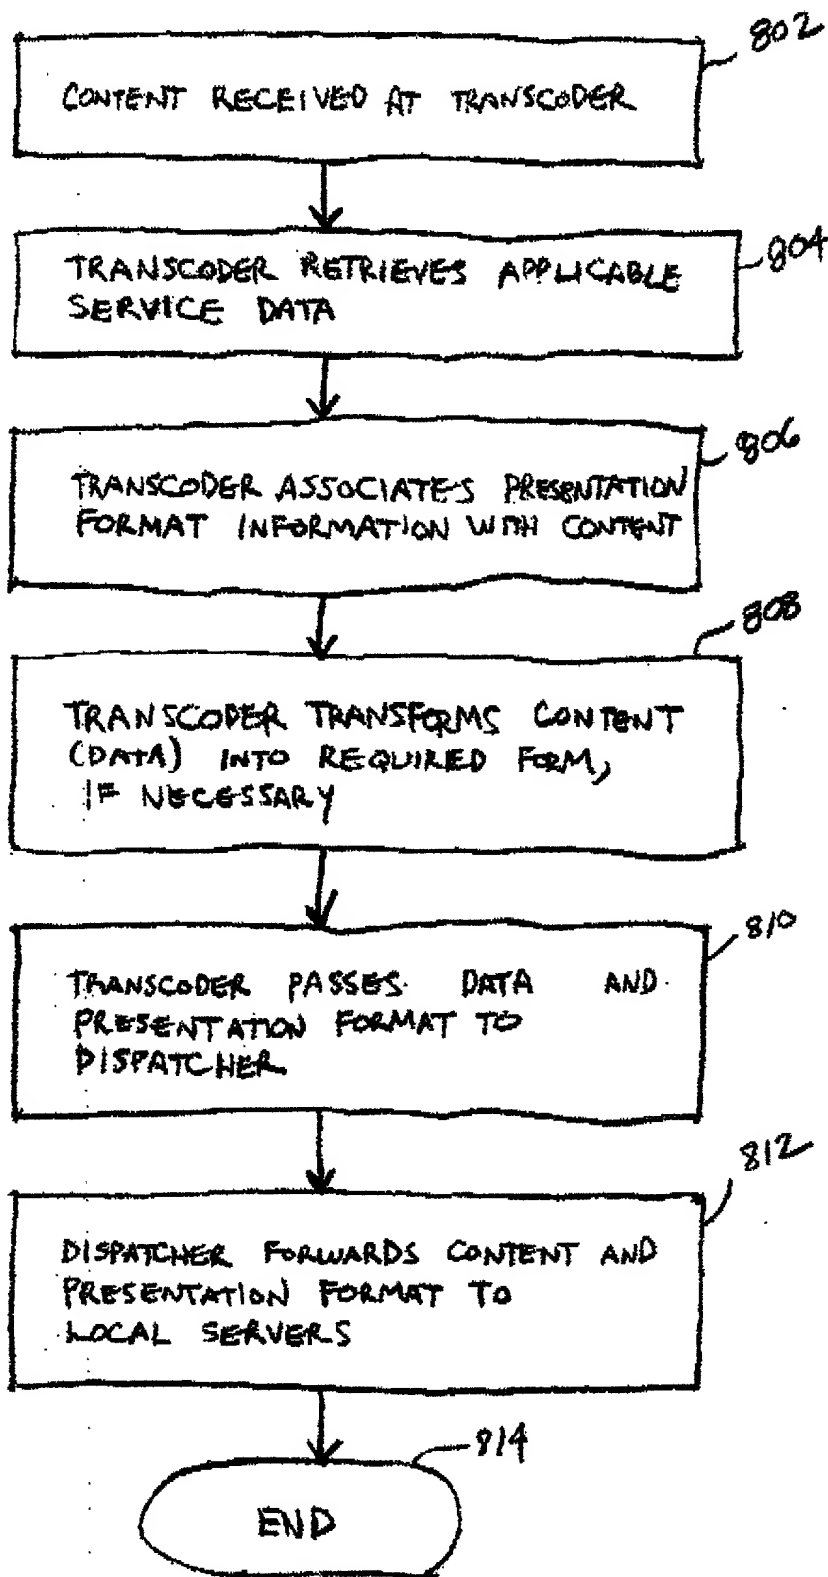 802
CONTENT RECEIVED AT TRANSCODER
804
TRANSCODER RETRIEVES APPLICABLE
SERVICE DATA
806
TRANSCODER ASSOCIATES PRESENTATION
FORMAT INFORMATION WITH CONTENT
808
TRANSCODER TRANSFORMS CONTENT
(DATA) INTO REQUIRED FORM,
IF NECESSARY
810
TRANSCODER PASSES DATA AND
PRESENTATION FORMAT TO
DISPATCHER
812
DISPATCHER FORWARDS CONTENT AND
PRESENTATION FORMAT TO
LOCAL SERVERS
814
END